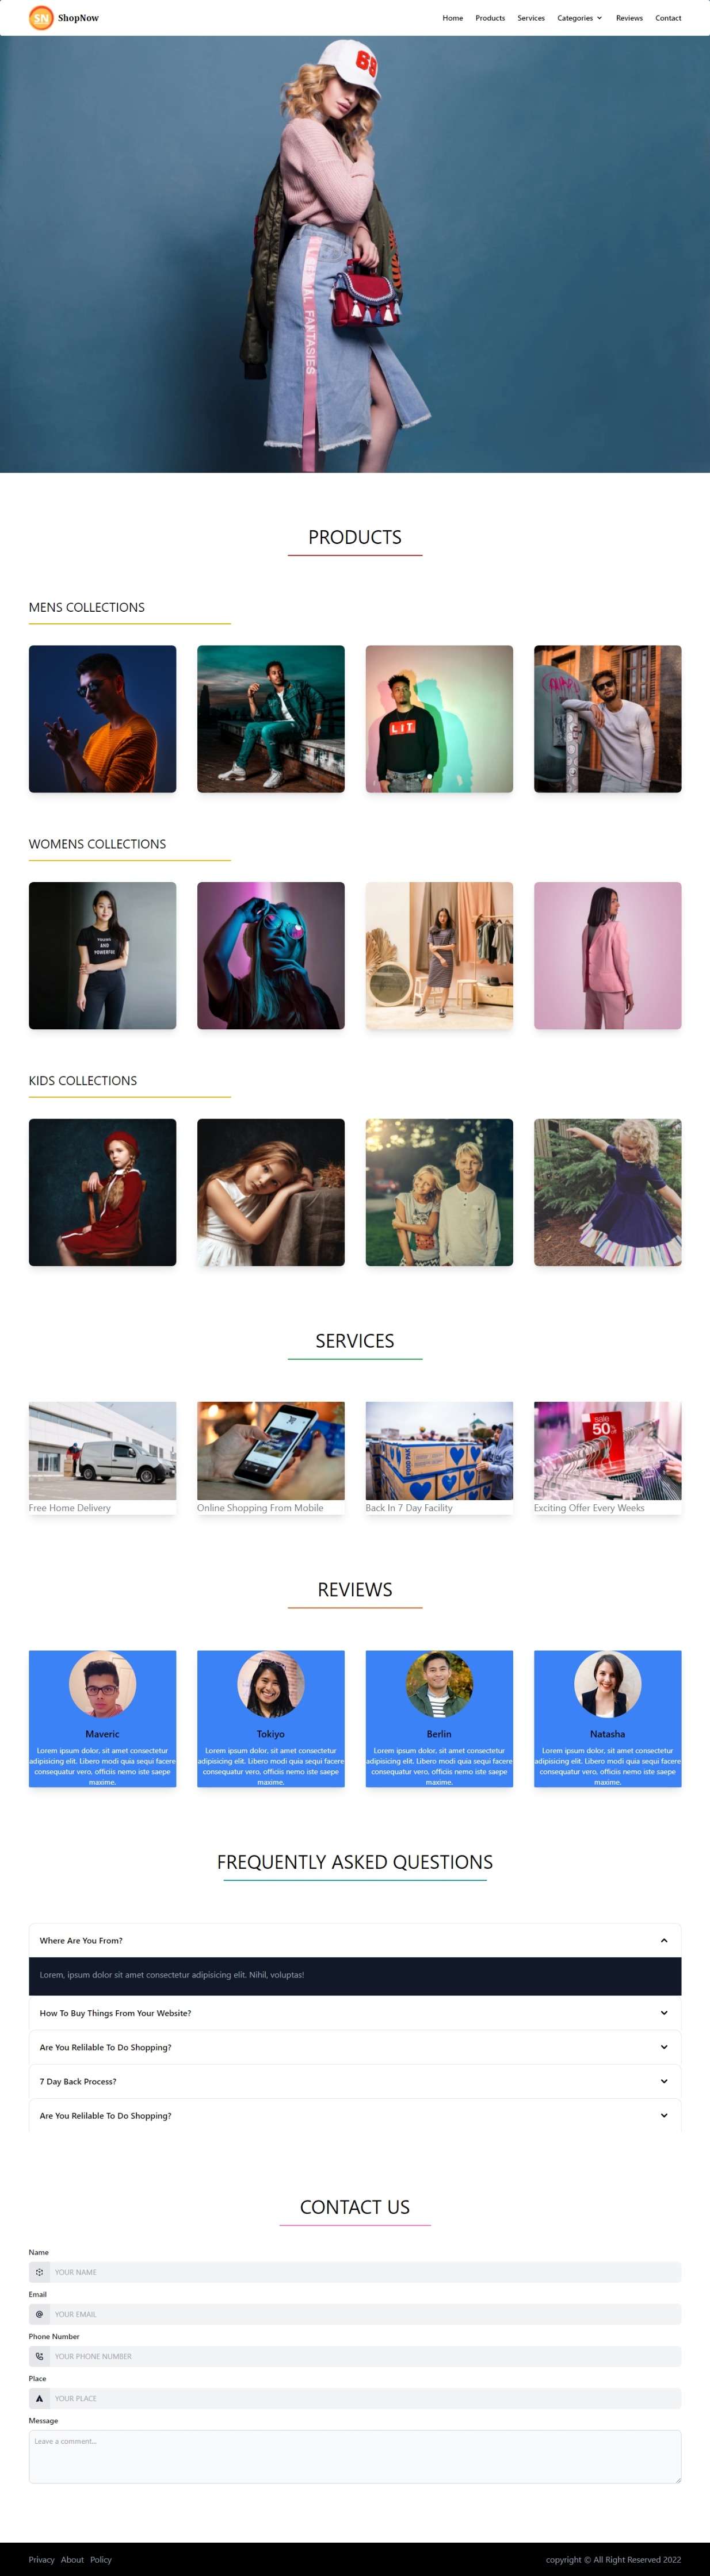 SN ShopNow Home Products Services Categories Reviews Contact
88
FANTASIES
PRODUCTS
MENS COLLECTIONS
LIT
WOMENS COLLECTIONS
YOUNG
AND
POWERFUL
KIDS COLLECTIONS
SERVICES
sale
50
Free Home Delivery
Online Shopping From Mobile
Back In 7 Day Facility
Exciting Offer Every Weeks
REVIEWS
Maveric
Lorem ipsum dolor, sit amet consectetur
adipisicing elit. Libero modi quia sequi facere
consequatur vero, officiis nemo iste saepe
maxime.
Tokiyo
Lorem ipsum dolor, sit amet consectetur
adipisicing elit. Libero modi quia sequi facere
consequatur vero, officiis nemo iste saepe
maxime.
Berlin
Lorem ipsum dolor, sit amet consectetur
adipisicing elit. Libero modi quia sequi facere
consequatur vero, officiis nemo iste saepe
maxime.
Natasha
Lorem ipsum dolor, sit amet consectetur
adipisicing elit. Libero modi quia sequi facere
consequatur vero, officiis nemo iste saepe
maxime.
FREQUENTLY ASKED QUESTIONS
Where Are You From?
Lorem, ipsum dolor sit amet consectetur adipisicing elit. Nihil, voluptas!
How To Buy Things From Your Website?
Are You Relilable To Do Shopping?
7 Day Back Process?
Are You Relilable To Do Shopping?
CONTACT US
Name
YOUR NAME
Email
@ YOUR EMAIL
Phone Number
YOUR PHONE NUMBER
Place
YOUR PLACE
Message
Leave a comment...
Privacy About Policy copyright © All Right Reserved 2022